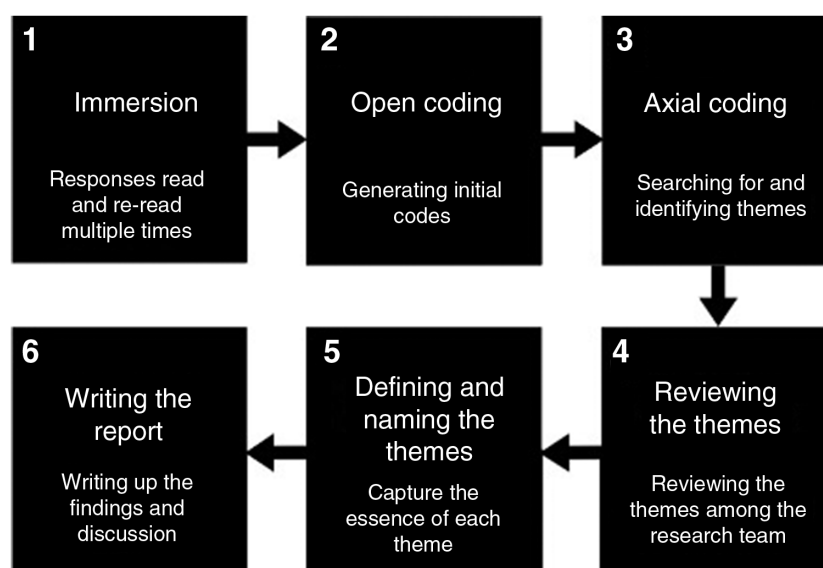 1
Immersion
Responses read
and re-read
multiple times
2
Open coding
Generating initial
codes
3
Axial coding
Searching for and
identifying themes
4
Reviewing
the themes
Reviewing the
themes among the
research team
5
Defining and
naming the
themes
Capture the
essence of each
theme
6
Writing the
report
Writing up the
findings and
discussion